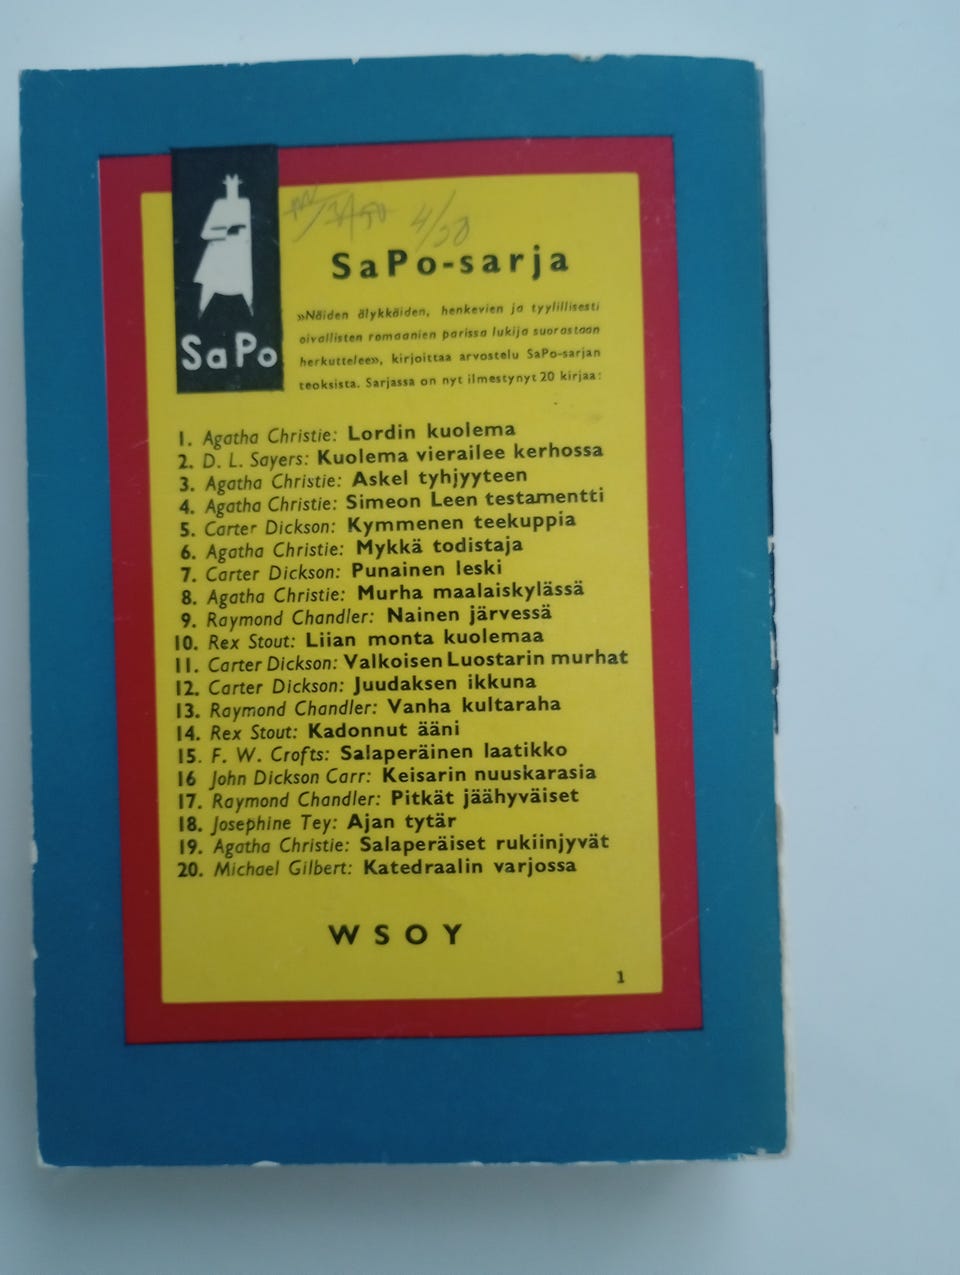 SaPo
4/50
SaPo-sarja
»Näiden älykkäiden, henkevien ja tyylillisesti
oivallisten romaanien parissa lukija suorastaan
herkuttelee», kirjoittaa arvostelu SaPo-sarjan
teoksista. Sarjassa on nyt ilmestynyt 20 kirjaa:
1. Agatha Christie: Lordin kuolema
2. D. L. Sayers: Kuolema vierailee kerhossa
3. Agatha Christie: Askel tyhjyyteen
4. Agatha Christie: Simeon Leen testamentti
5. Carter Dickson: Kymmenen teekuppia
6. Agatha Christie: Mykkä todistaja
7. Carter Dickson: Punainen leski
8. Agatha Christie: Murha maalaiskylässä
9. Raymond Chandler: Nainen järvessä
10. Rex Stout: Liian monta kuolemaa
11. Carter Dickson: Valkoisen Luostarin murhat
12. Carter Dickson: Juudaksen ikkuna
13. Raymond Chandler: Vanha kultaraha
14. Rex Stout: Kadonnut ääni
15. F. W. Crofts: Salaperäinen laatikko
16 John Dickson Carr: Keisarin nuuskarasia
17. Raymond Chandler: Pitkät jäähyväiset
18. Josephine Tey: Ajan tytär
19. Agatha Christie: Salaperäiset rukiinjyvät
20. Michael Gilbert: Katedraalin varjossa
WSOY
1